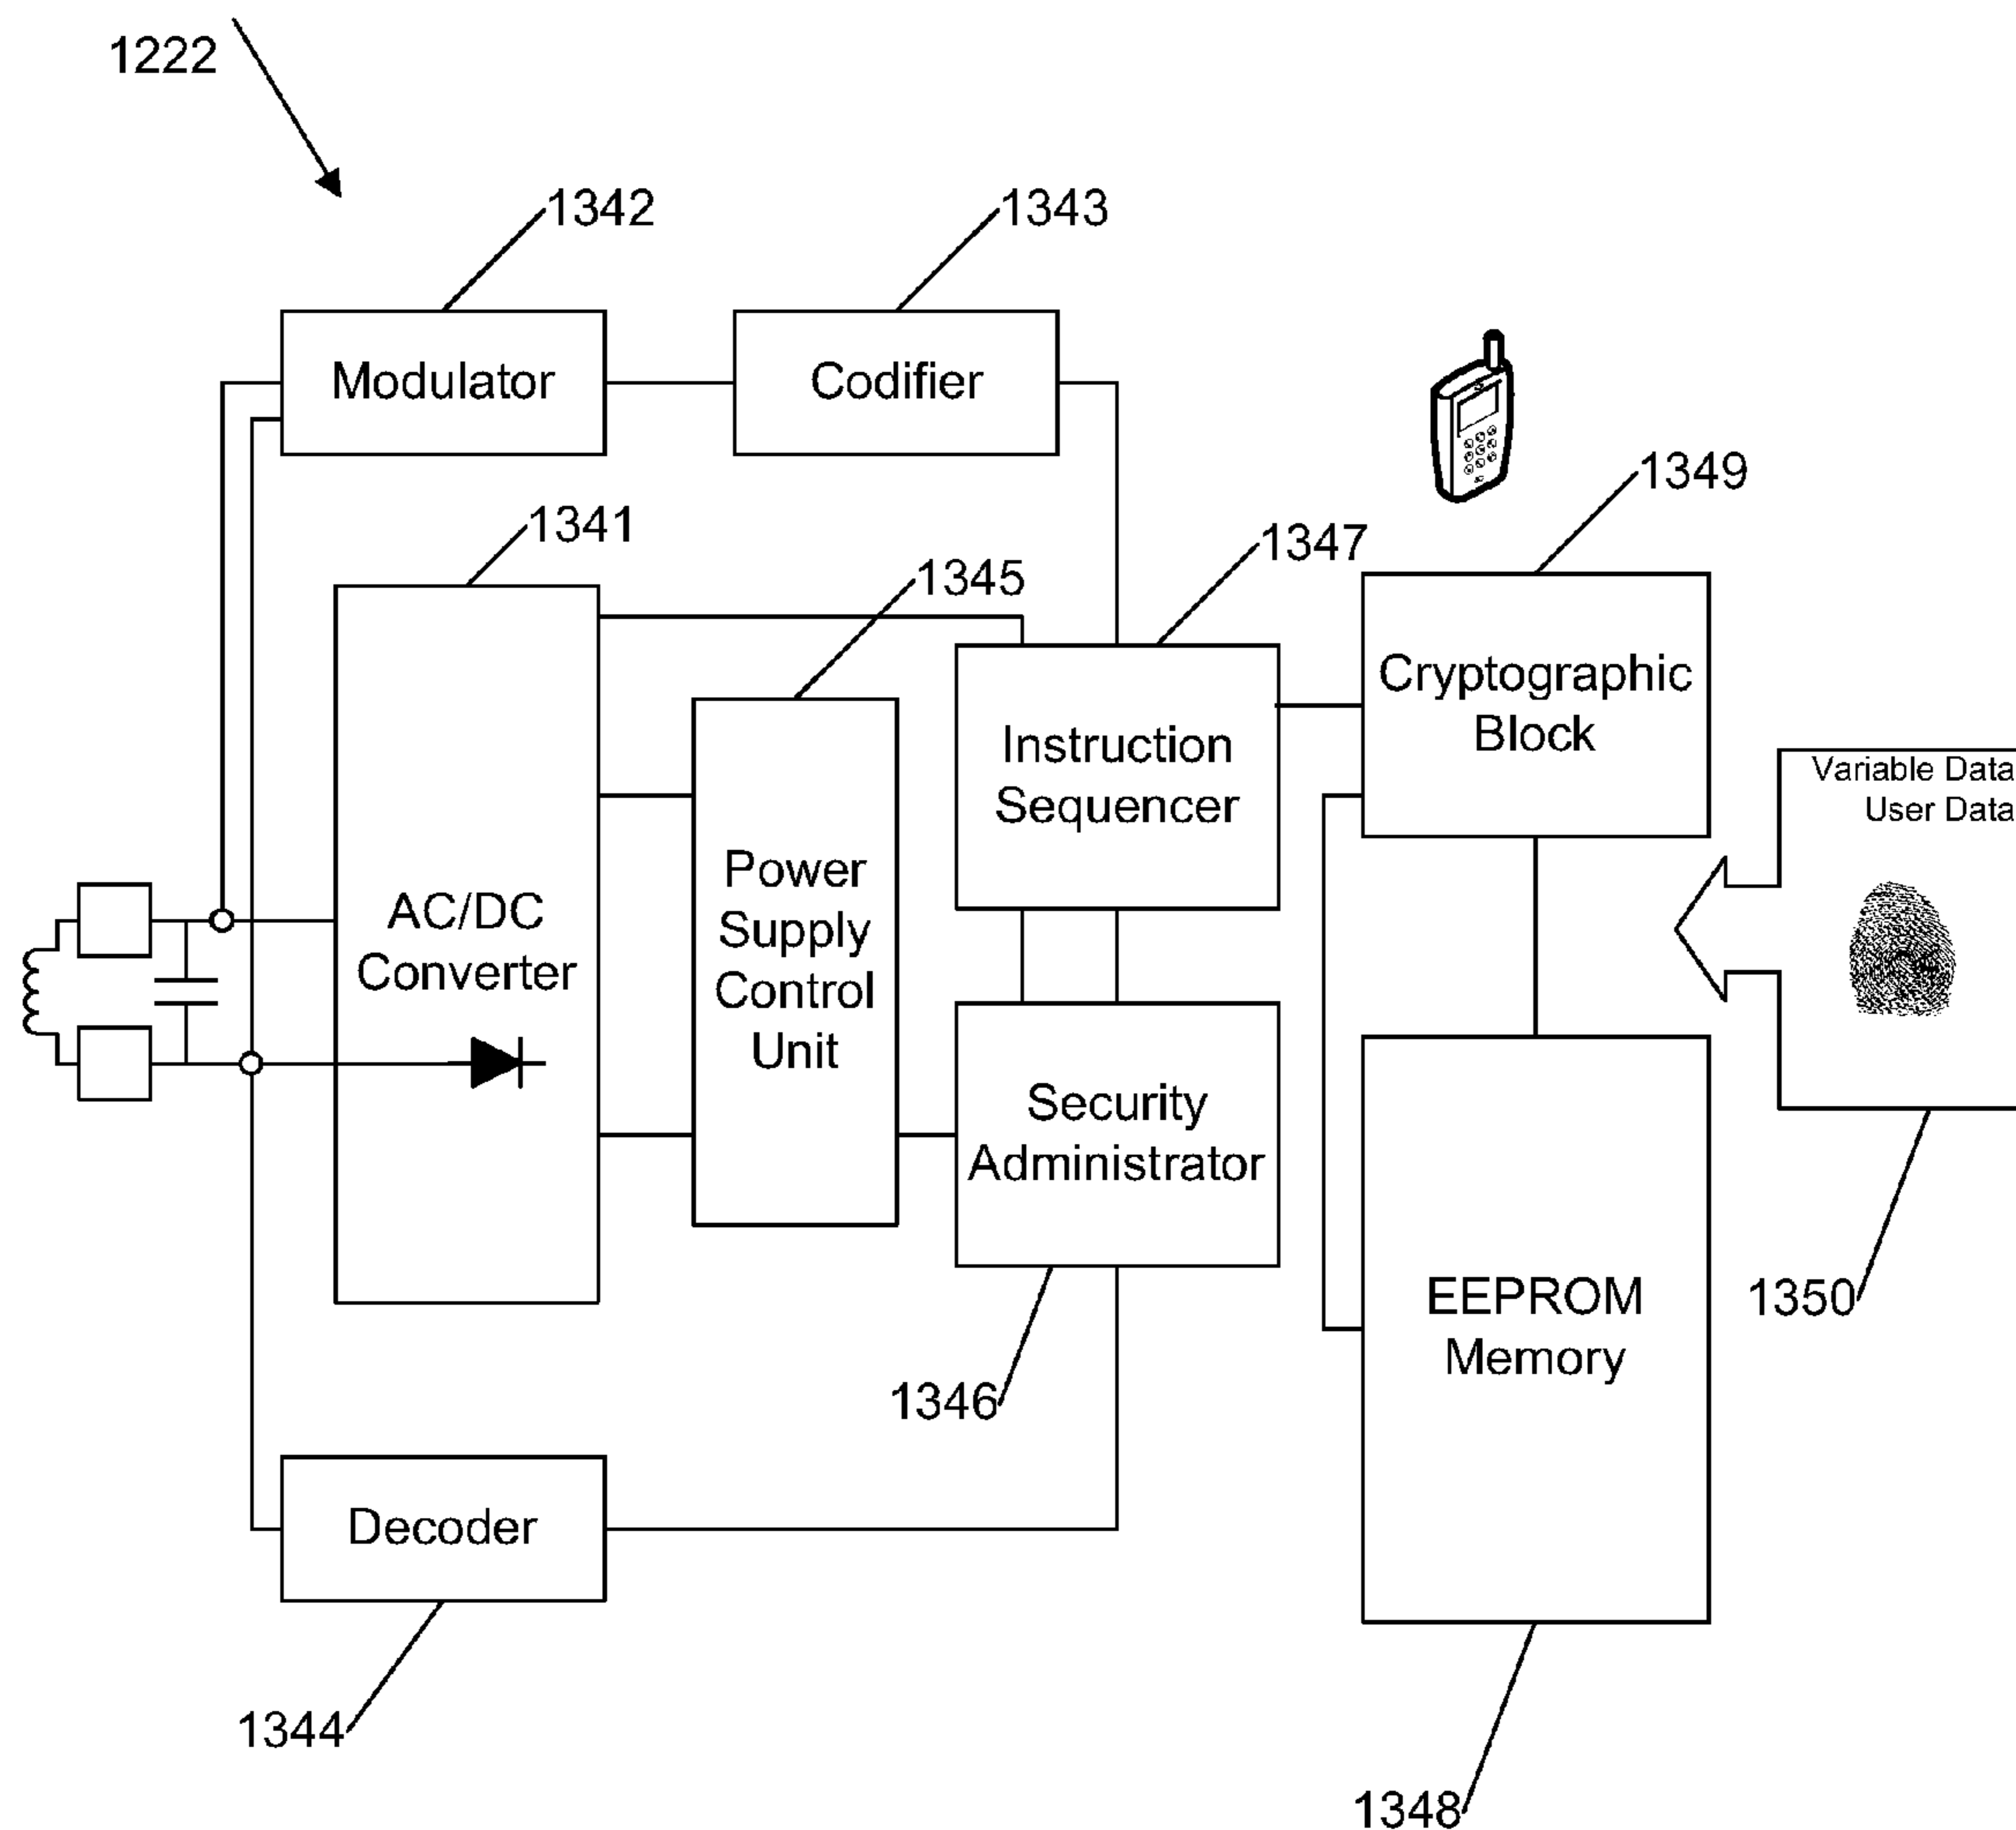 1222
1342
1343
Modulator
Codifier
1349
1341
1347
1345
Cryptographic
Block
Instruction
Sequencer
Variable Data
User Data
Power
Supply
Control
Unit
AC/DC
Converter
Security
Administrator
EEPROM
Memory
1350
1346
Decoder
1344
1348